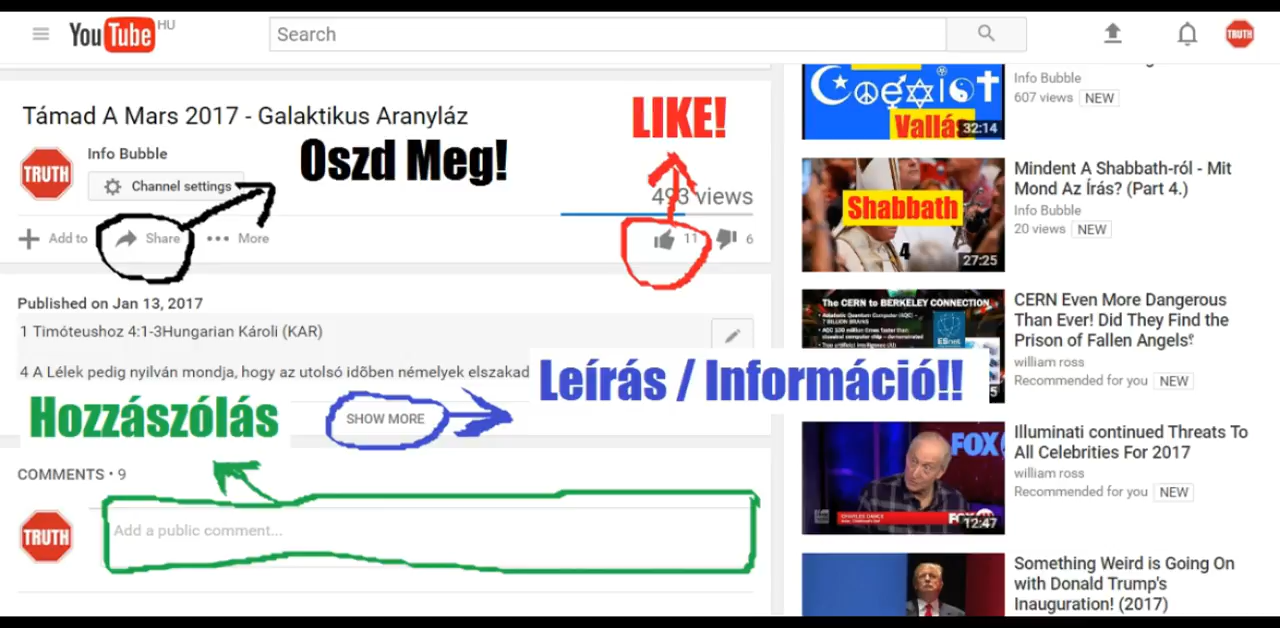 YouTube HU
Search
TRUTH
Támad A Mars 2017 - Galaktikus Aranyláz
LIKE!
TRUTH
Info Bubble
Oszd Meg!
Channel settings
493 views
Add to
Share
More
11
6
Published on Jan 13, 2017
1 Timóteushoz 4:1-3Hungarian Károli (KAR)
4 A Lélek pedig nyilván mondja, hogy az utolsó időben némelyek elszakad
Leírás / Információ!!
Hozzászólás
SHOW MORE
COMMENTS • 9
TRUTH
Add a public comment...
Coexist
Vallás
32:14
Info Bubble
607 views NEW
Shabbath
4
27:25
Mindent A Shabbath-ról - Mit
Mond Az Írás? (Part 4.)
Info Bubble
20 views NEW
The CERN to BERKELEY CONNECTION
ESnet
CERN Even More Dangerous
Than Ever! Did They Find the
Prison of Fallen Angels?
william ross
Recommended for you NEW
FOX
CHARLES DANCE
12:47
Illuminati continued Threats To
All Celebrities For 2017
william ross
Recommended for you NEW
Something Weird is Going On
with Donald Trump's
Inauguration! (2017)